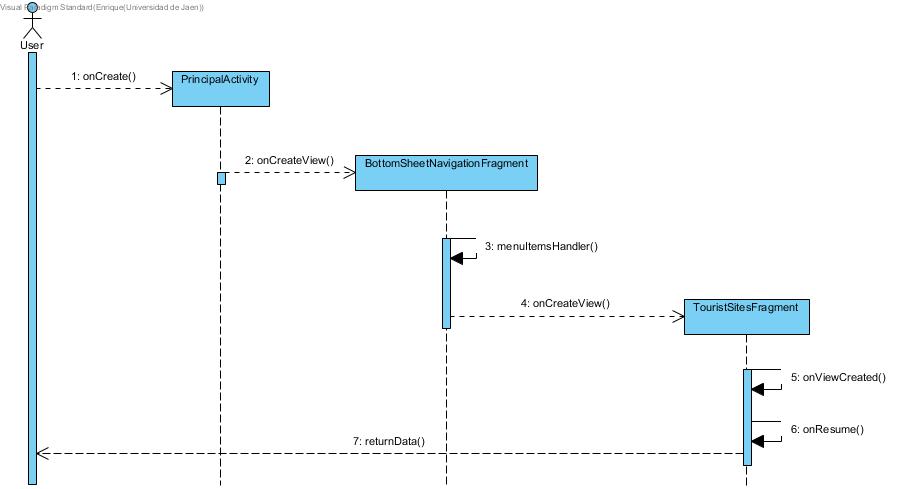 Visual Paradigm Standard(Enrique(Universidad de Jaen))
User
1: onCreate()
PrincipalActivity
2: onCreateView()
BottomSheetNavigationFragment
3: menuItemsHandler()
4: onCreateView()
TouristSitesFragment
5: onViewCreated()
6: onResume()
7: returnData()